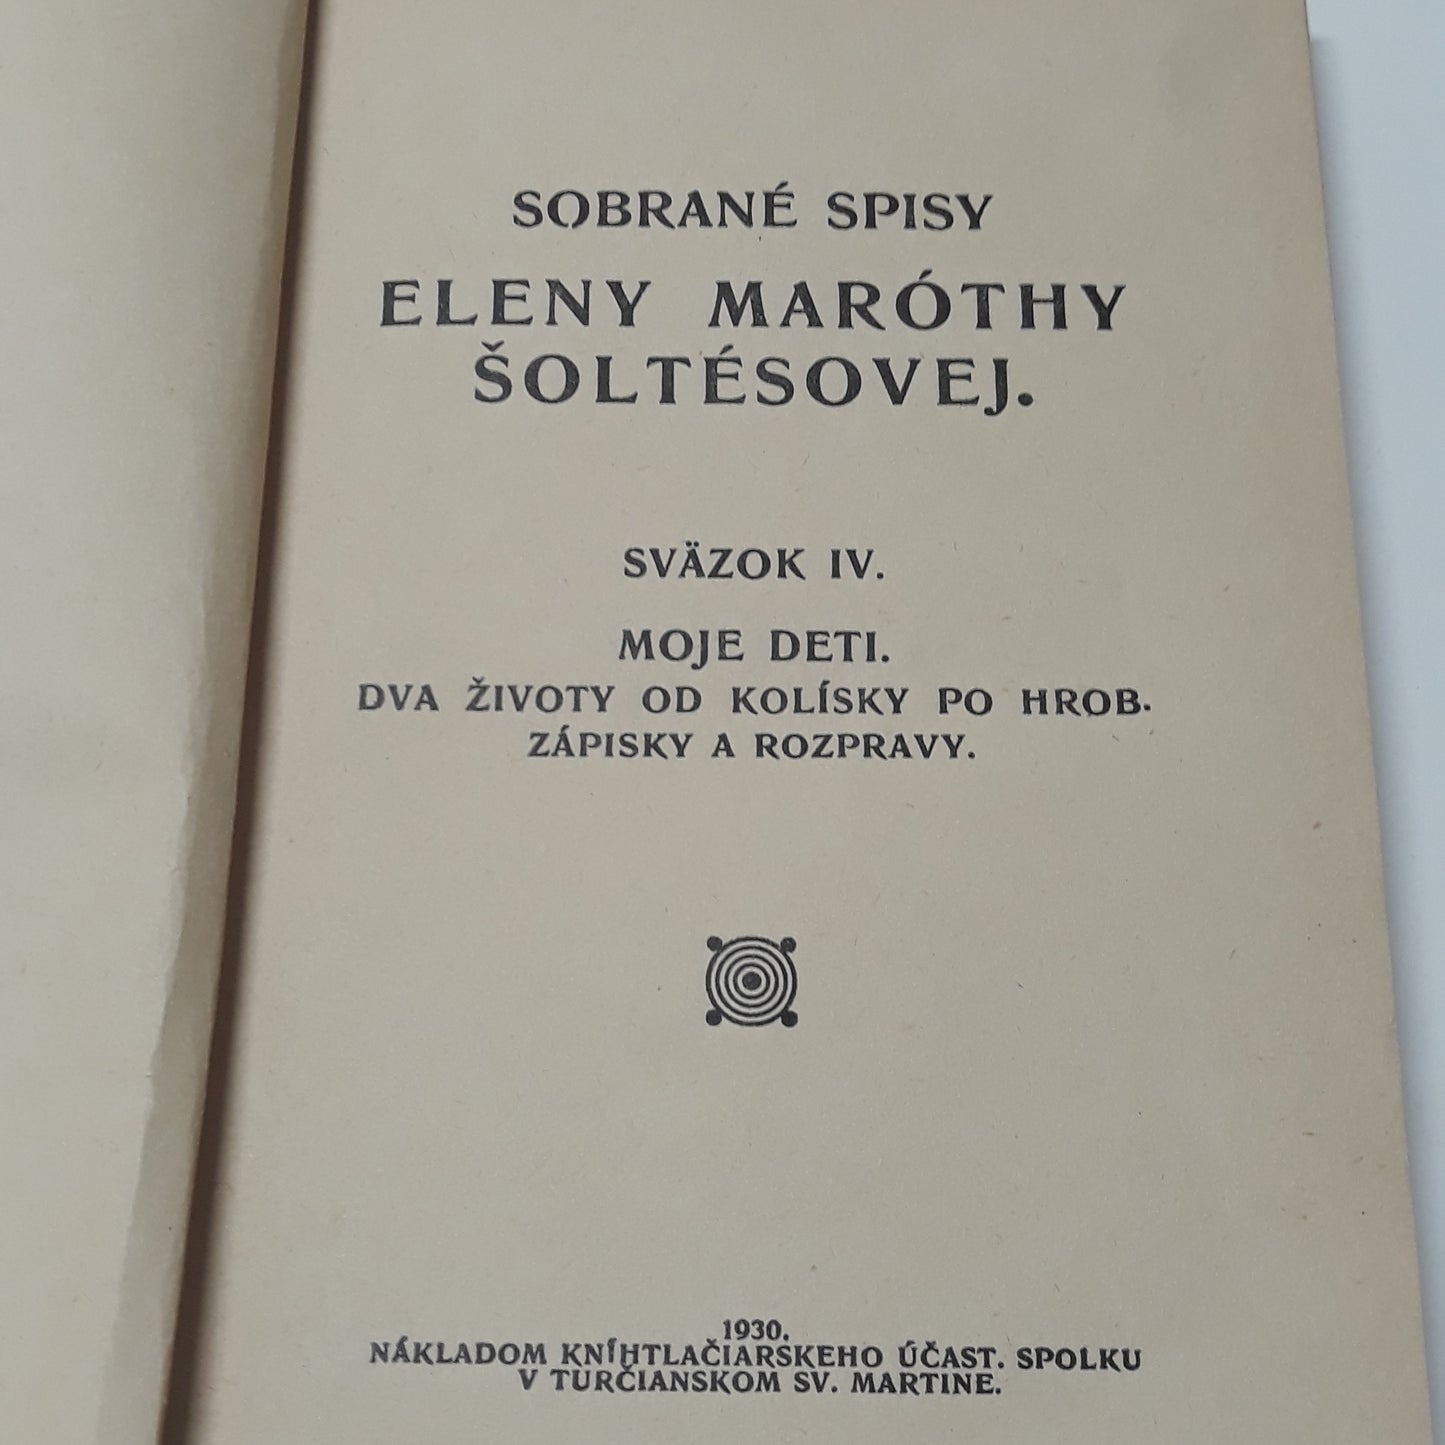 SOBRANÉ SPISY
ELENY MARÓTHY
ŠOLTÉSOVEJ.
SVÄZOK IV.
MOJE DETI.
DVA ŽIVOTY OD KOLÍSKY PO HROB.
ZÁPISKY A ROZPRAVY.
1930.
NÁKLADOM KNÍHTLAČIARSKEHO ÚČAST. SPOLKU
V TURČIANSKOM SV. MARTINE.